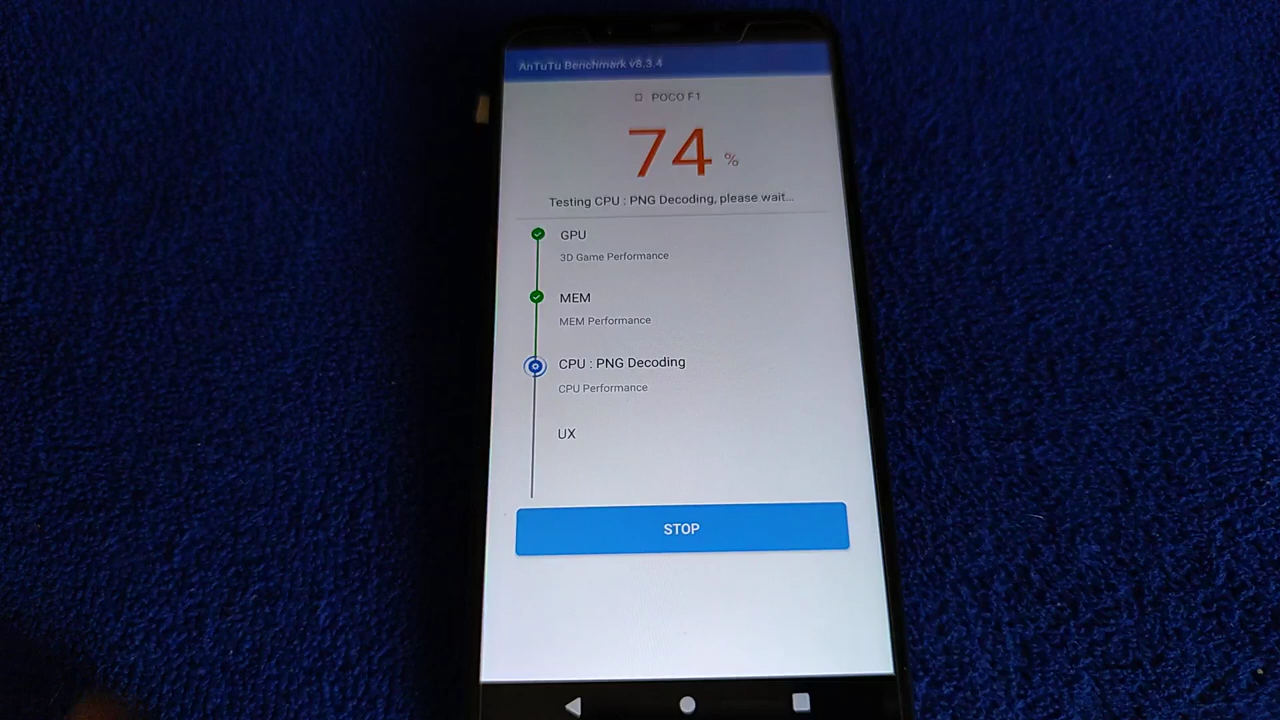 AnTuTu Benchmark v8.3.4
POCO F1
74 %
Testing CPU : PNG Decoding, please wait...
GPU
3D Game Performance
MEM
MEM Performance
CPU : PNG Decoding
CPU Performance
UX
STOP